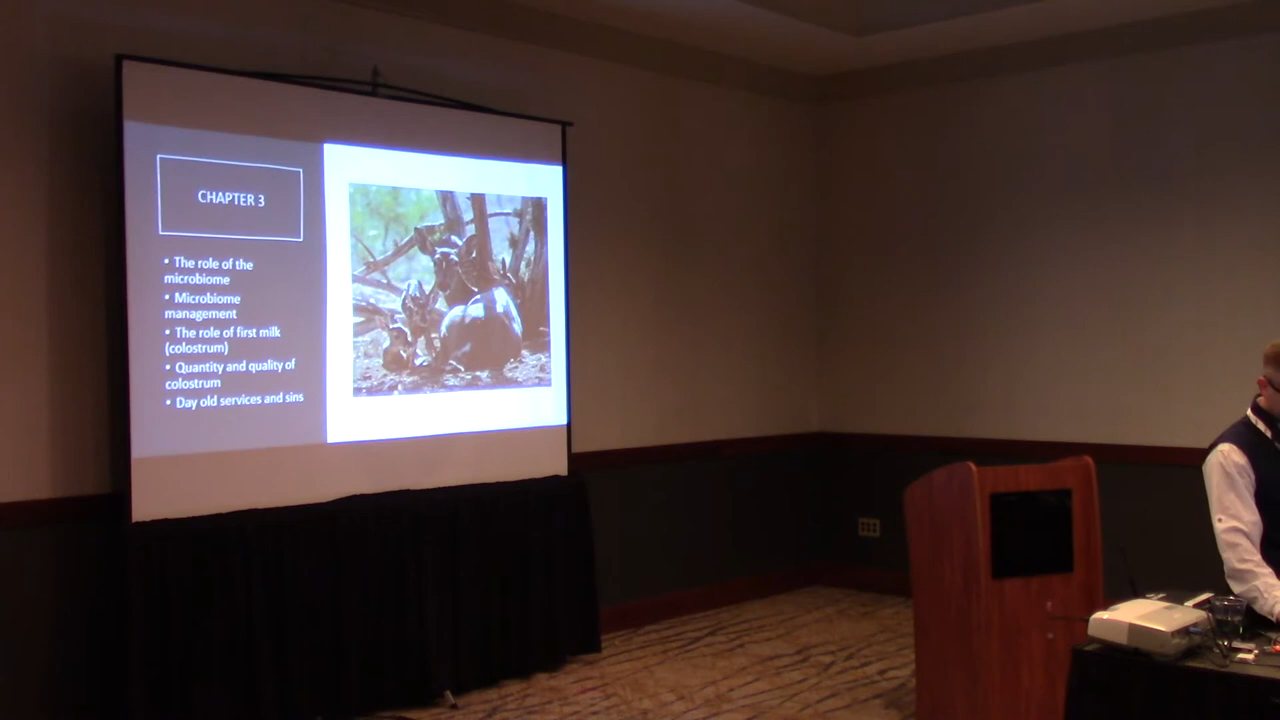 CHAPTER 3
• The role of the
microbiome
• Microbiome
management
• The role of first milk
(colostrum)
• Quantity and quality of
colostrum
• Day old services and sins